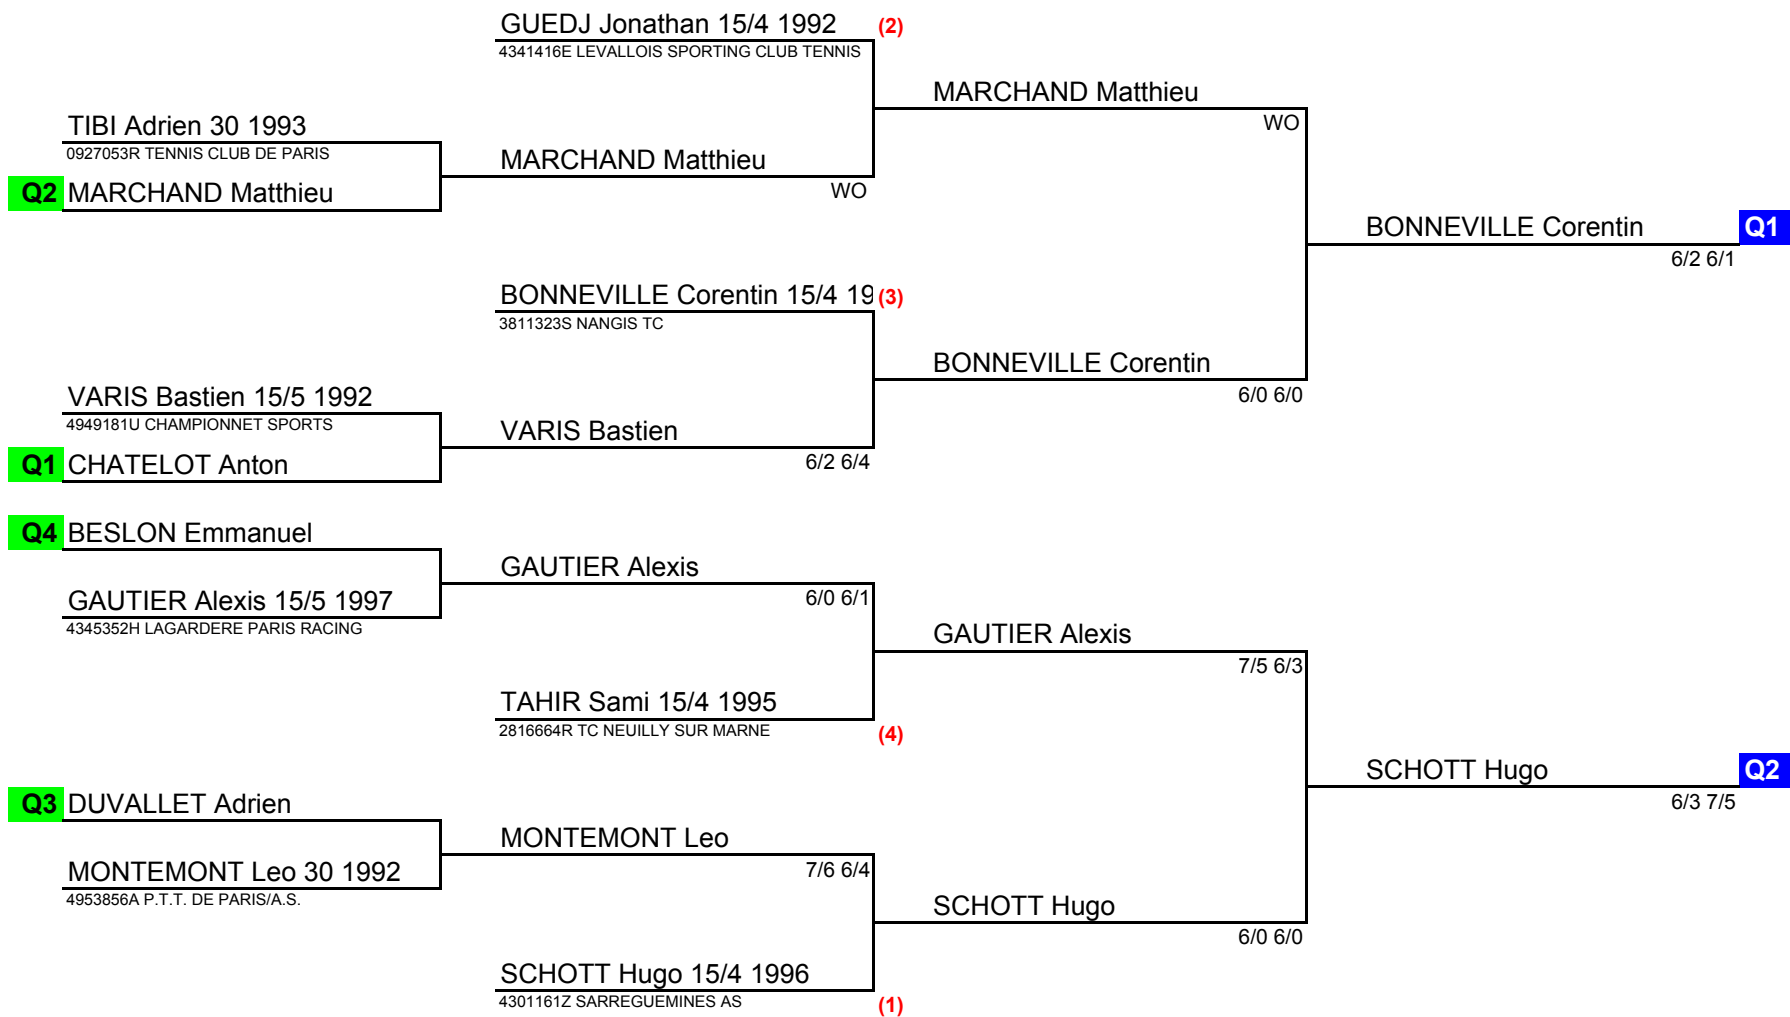 GUEDJ Jonathan 15/4 1992 (2)
4341416E LEVALLOIS SPORTING CLUB TENNIS
MARCHAND Matthieu
WO
TIBI Adrien 30 1993
0927053R TENNIS CLUB DE PARIS
MARCHAND Matthieu
WO
Q2 MARCHAND Matthieu
BONNEVILLE Corentin Q1
6/2 6/1
BONNEVILLE Corentin 15/4 19 (3)
3811323S NANGIS TC
BONNEVILLE Corentin
6/0 6/0
VARIS Bastien 15/5 1992
4949181U CHAMPIONNET SPORTS
VARIS Bastien
6/2 6/4
Q1 CHATELOT Anton
Q4 BESLON Emmanuel
GAUTIER Alexis
6/0 6/1
GAUTIER Alexis 15/5 1997
4345352H LAGARDERE PARIS RACING
GAUTIER Alexis
7/5 6/3
TAHIR Sami 15/4 1995
2816664R TC NEUILLY SUR MARNE (4)
SCHOTT Hugo Q2
6/3 7/5
Q3 DUVALLET Adrien
MONTEMONT Leo
7/6 6/4
MONTEMONT Leo 30 1992
4953856A P.T.T. DE PARIS/A.S.
SCHOTT Hugo
6/0 6/0
SCHOTT Hugo 15/4 1996
4301161Z SARREGUEMINES AS (1)